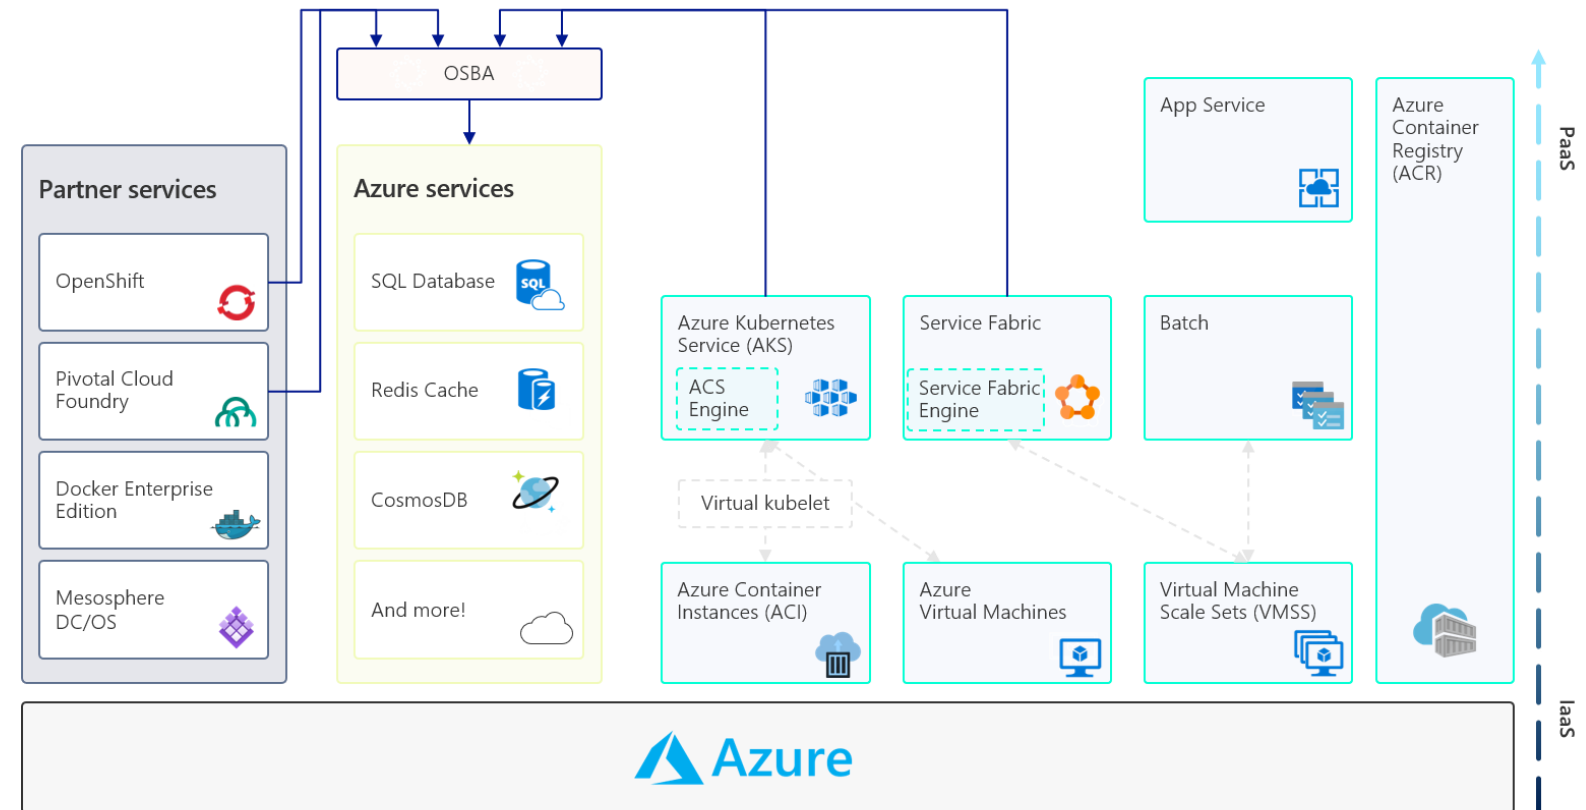 OSBA
Partner services
OpenShift
Pivotal Cloud
Foundry
Docker Enterprise
Edition
Mesosphere
DC/OS
Azure services
SQL Database
SQL
Redis Cache
CosmosDB
And more!
Azure Kubernetes
Service (AKS)
ACS
Engine
Service Fabric
Service Fabric
Engine
App Service
Batch
Virtual kubelet
Azure Container
Instances (ACI)
Azure
Virtual Machines
Virtual Machine
Scale Sets (VMSS)
Azure
Container
Registry
(ACR)
PaaS
IaaS
Azure